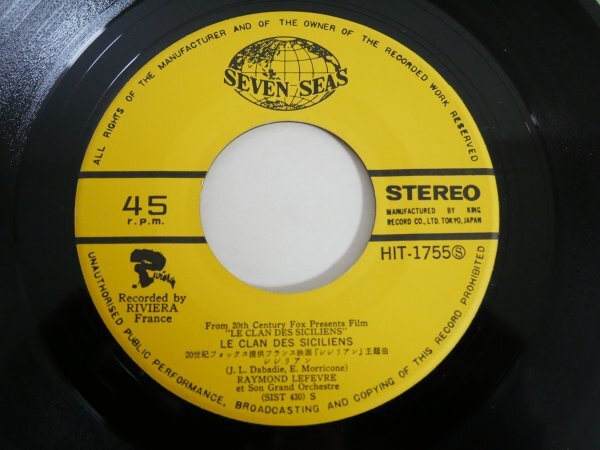 ALL RIGHTS OF THE MANUFACTURER AND OF THE OWNER OF THE RECORDED WORK RESERVED
SEVEN SEAS
45
r.p.m.
STEREO
MANUFACTURED BY KING
RECORD CO., LTD. TOKYO, JAPAN
HIT-1755Ⓢ
Riviera
Recorded by
RIVIERA
France
From 20th Century Fox Presents Film
"LE CLAN DES SICILIENS"
LE CLAN DES SICILIENS
20世紀フォックス提供フランス映画「シシリアン」主題曲
シシリアン
(J. L. Dabadie, E. Morricone)
RAYMOND LEFEVRE
et Son Grand Orchestre
(SIST 430) S
UNAUTHORISED PUBLIC PERFORMANCE, BROADCASTING AND COPYING OF THIS RECORD PROHIBITED